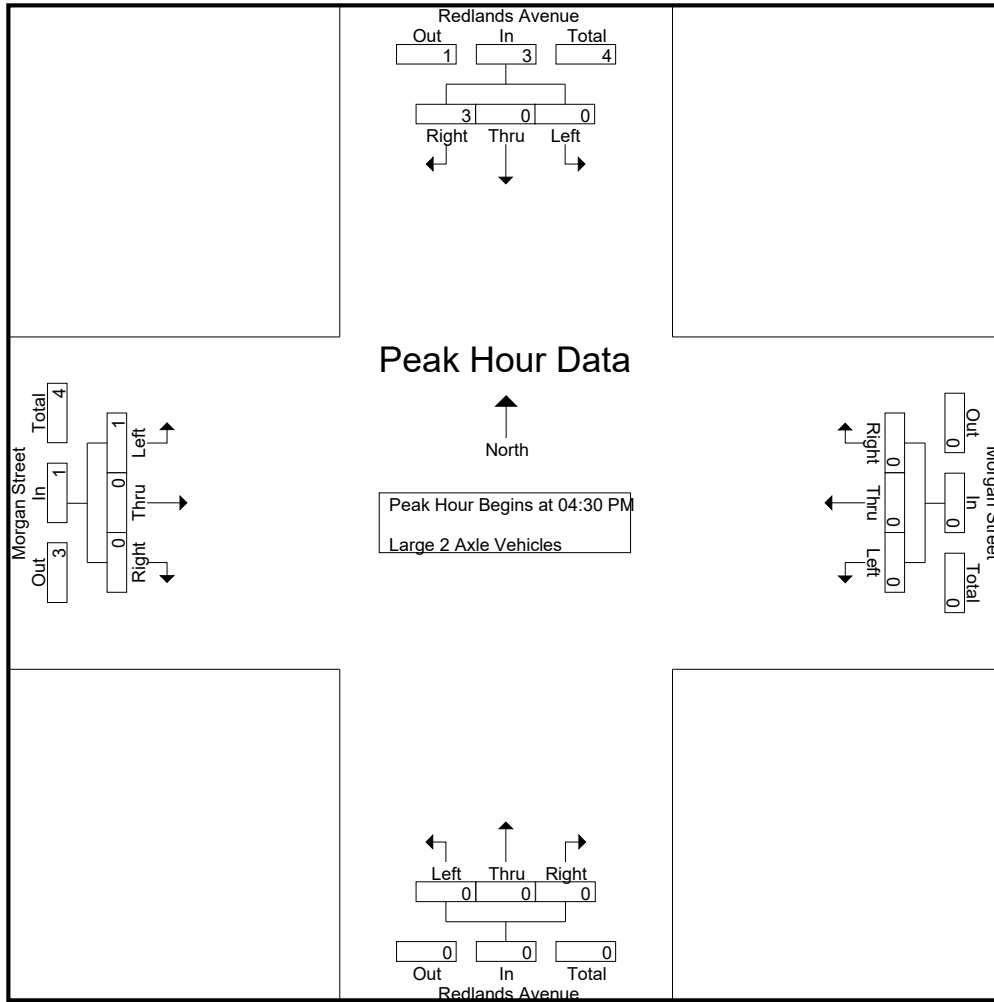 Redlands Avenue
Out In Total
1 3 4
3 0 0
Right Thru Left
Peak Hour Data
North
Peak Hour Begins at 04:30 PM
Large 2 Axle Vehicles
Morgan Street
Out In Total
3 1 4
Right Thru Left
0 0 1
Morgan Street
Out In Total
0 0 0
Right Thru Left
0 0 0
Left Thru Right
0 0 0
0 0 0
Out In Total
Redlands Avenue